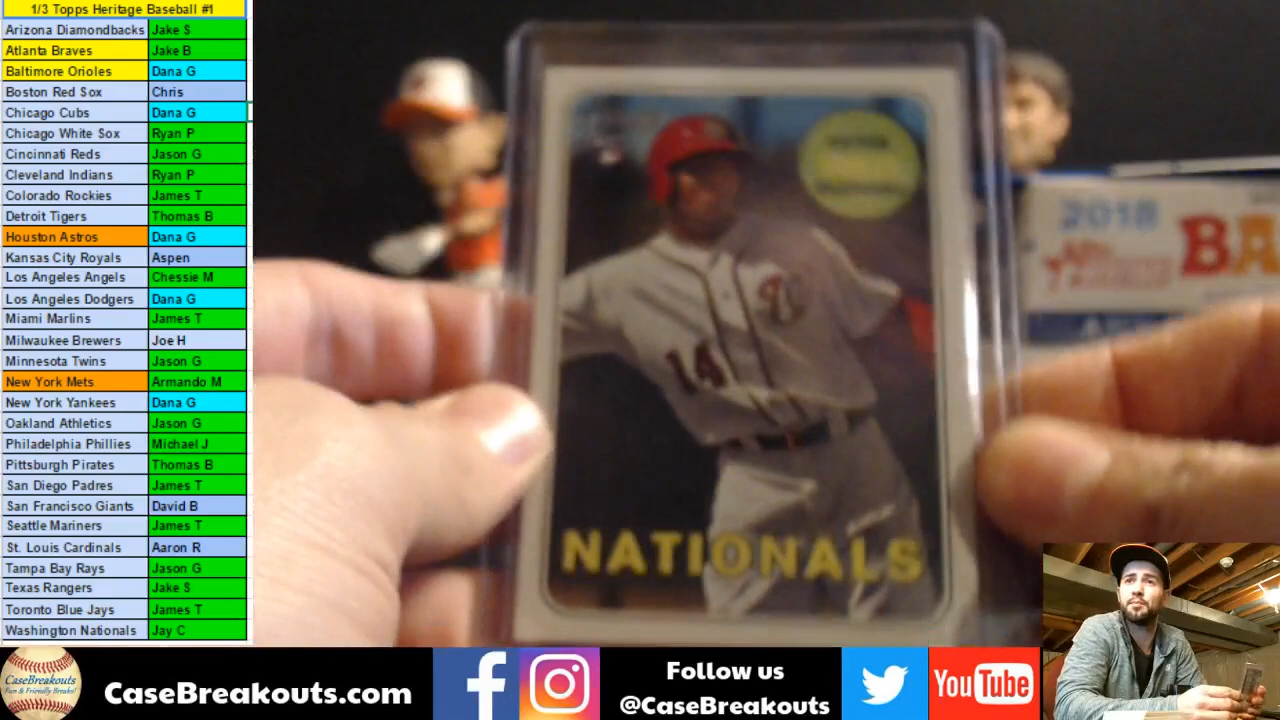 1/3 Topps Heritage Baseball #1
Arizona Diamondbacks Jake S
Atlanta Braves Jake B
Baltimore Orioles Dana G
Boston Red Sox Chris
Chicago Cubs Dana G
Chicago White Sox Ryan P
Cincinnati Reds Jason G
Cleveland Indians Ryan P
Colorado Rockies James T
Detroit Tigers Thomas B
Houston Astros Dana G
Kansas City Royals Aspen
Los Angeles Angels Chessie M
Los Angeles Dodgers Dana G
Miami Marlins James T
Milwaukee Brewers Joe H
Minnesota Twins Jason G
New York Mets Armando M
New York Yankees Dana G
Oakland Athletics Jason G
Philadelphia Phillies Michael J
Pittsburgh Pirates Thomas B
San Diego Padres James T
San Francisco Giants David B
Seattle Mariners James T
St. Louis Cardinals Aaron R
Tampa Bay Rays Jason G
Texas Rangers Jake S
Toronto Blue Jays James T
Washington Nationals Jay C
14
NATIONALS
2018
BA
CaseBreakouts
Fun & Friendly Breaks!
CaseBreakouts.com
Follow us
@CaseBreakouts
YouTube